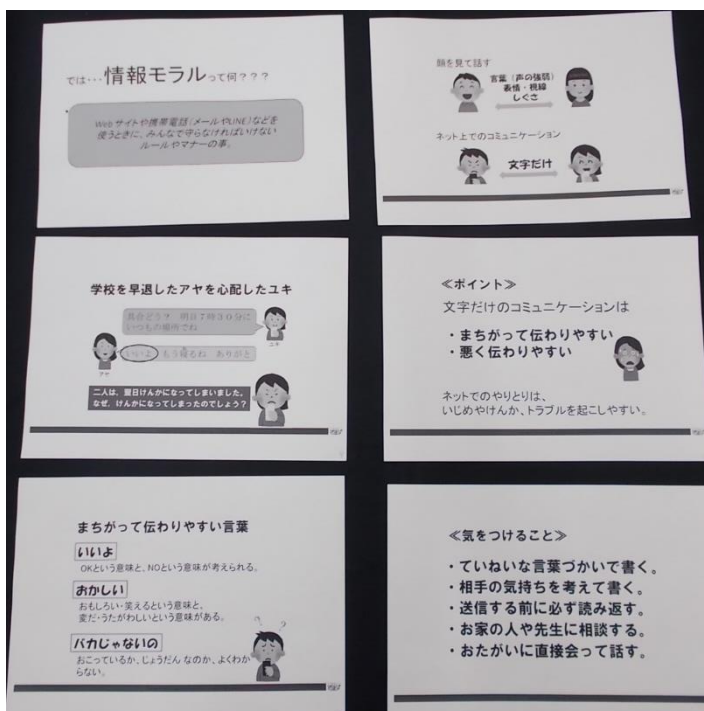 では…情報モラルって何？？？
Webサイトや携帯電話（メールやLINE）などを
使うときに、みんなで守らなければいけない
ルールやマナーの事。
顔を見て話す
言葉（声の強弱）
表情・視線
しぐさ
ネット上でのコミュニケーション
文字だけ
学校を早退したアヤを心配したユキ
具合どう？　明日７時３０分に
いつもの場所でね
ユキ
いいよ　もう寝るね　ありがと
アヤ
二人は、翌日けんかになってしまいました。
なぜ、けんかになってしまったのでしょう？
≪ポイント≫
文字だけのコミュニケーションは
・まちがって伝わりやすい
・悪く伝わりやすい
ネットでのやりとりは、
いじめやけんか、トラブルを起こしやすい。
まちがって伝わりやすい言葉
いいよ
OKという意味と、NOという意味が考えられる。
おかしい
おもしろい・笑えるという意味と、
変だ・うたがわしいという意味がある。
バカじゃないの
おこっているか、じょうだん なのか、よくわか
らない。
≪気をつけること≫
・ていねいな言葉づかいで書く。
・相手の気持ちを考えて書く。
・送信する前に必ず読み返す。
・お家の人や先生に相談する。
・おたがいに直接会って話す。